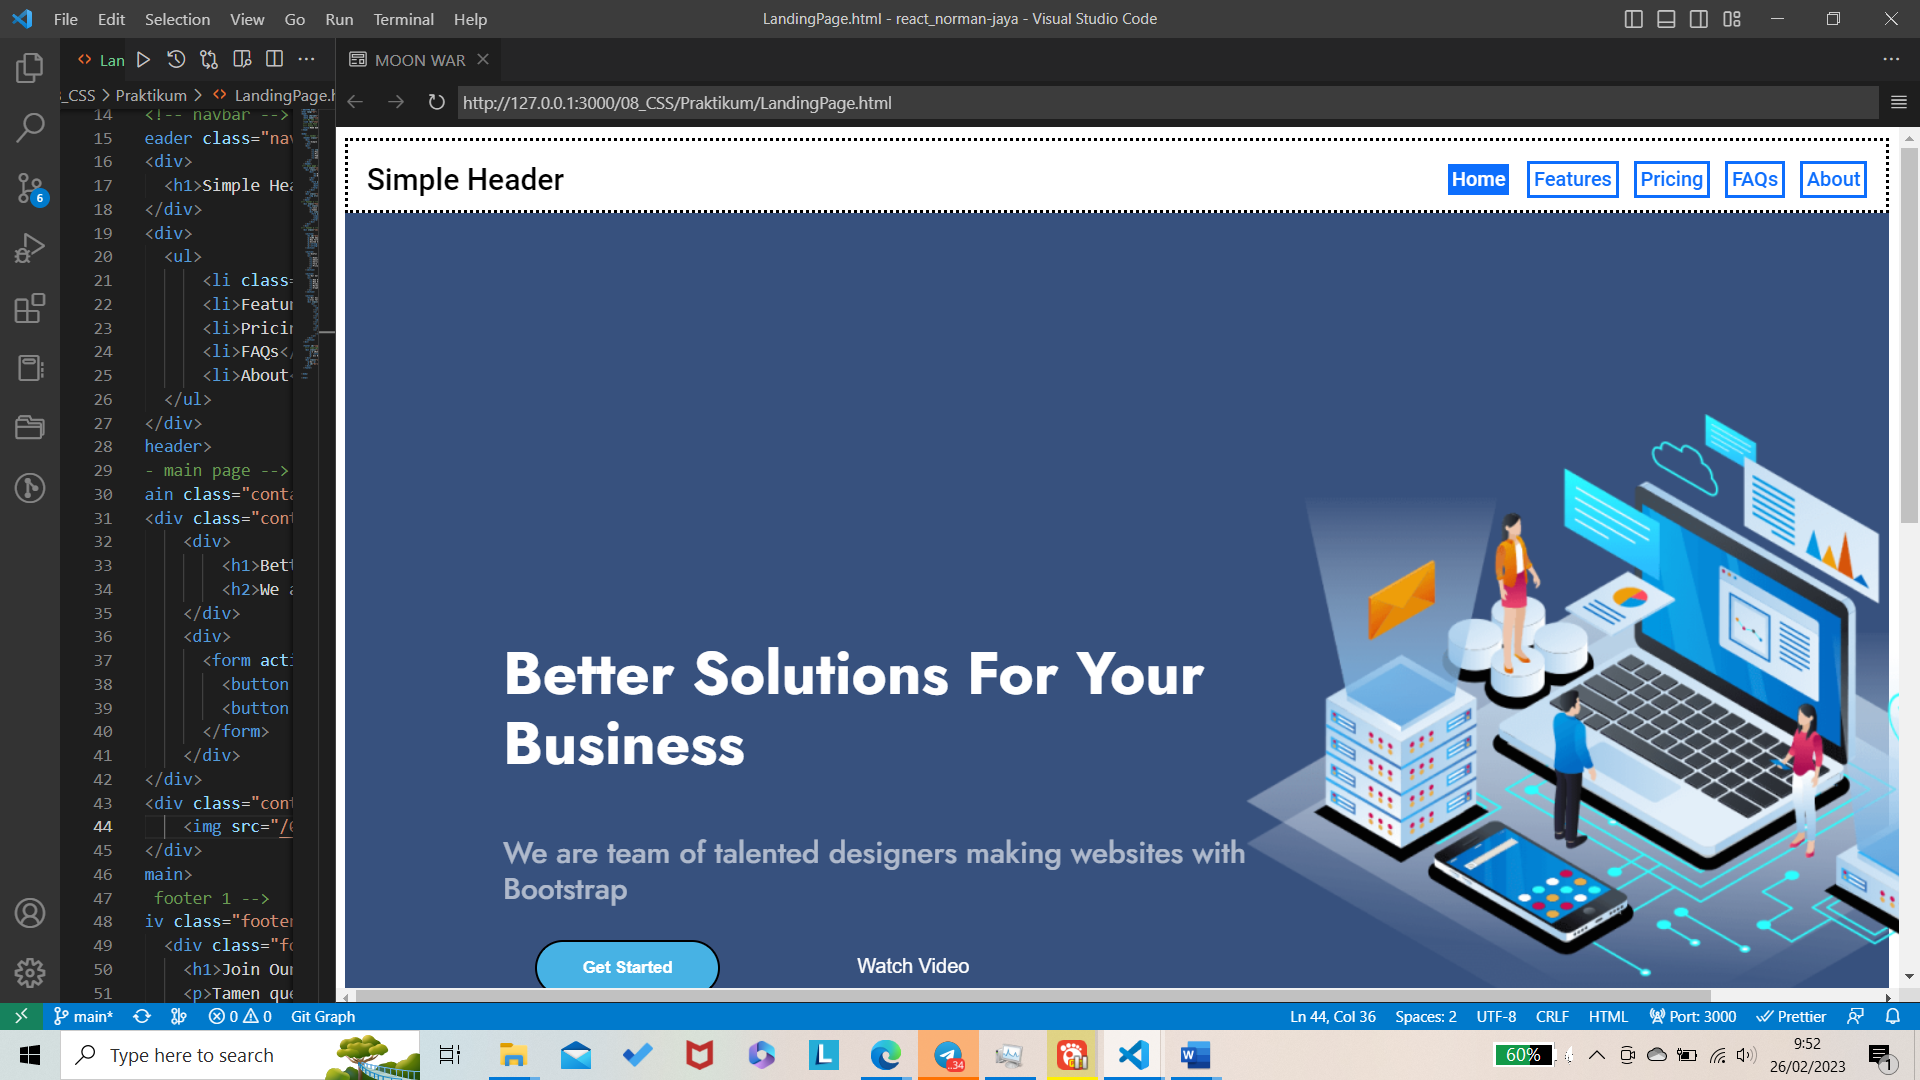 File Edit Selection View Go Run Terminal Help
LandingPage.html - react_norman-jaya - Visual Studio Code
Lan
MOON WAR
_CSS > Praktikum > LandingPage.h
http://127.0.0.1:3000/08_CSS/Praktikum/LandingPage.html
14 <!-- navbar -->
15 eader class="nav
16 <div>
17 <h1>Simple Hea
18 </div>
19 <div>
20 <ul>
21 <li class=
22 <li>Featur
23 <li>Pricin
24 <li>FAQs</
25 <li>About<
26 </ul>
27 </div>
28 header>
29 - main page -->
30 ain class="conta
31 <div class="cont
32 <div>
33 <h1>Bett
34 <h2>We a
35 </div>
36 <div>
37 <form acti
38 <button
39 <button
40 </form>
41 </div>
42 </div>
43 <div class="cont
44 <img src="/0
45 </div>
46 main>
47 footer 1 -->
48 iv class="footer
49 <div class="fo
50 <h1>Join Our
51 <p>Tamen que
Simple Header
Home Features Pricing FAQs About
Better Solutions For Your
Business
We are team of talented designers making websites with
Bootstrap
Get Started
Watch Video
6
main* 0 0 Git Graph
Ln 44, Col 36 Spaces: 2 UTF-8 CRLF HTML Port: 3000 Prettier
Type here to search
..34
60%
9:52
26/02/2023
1